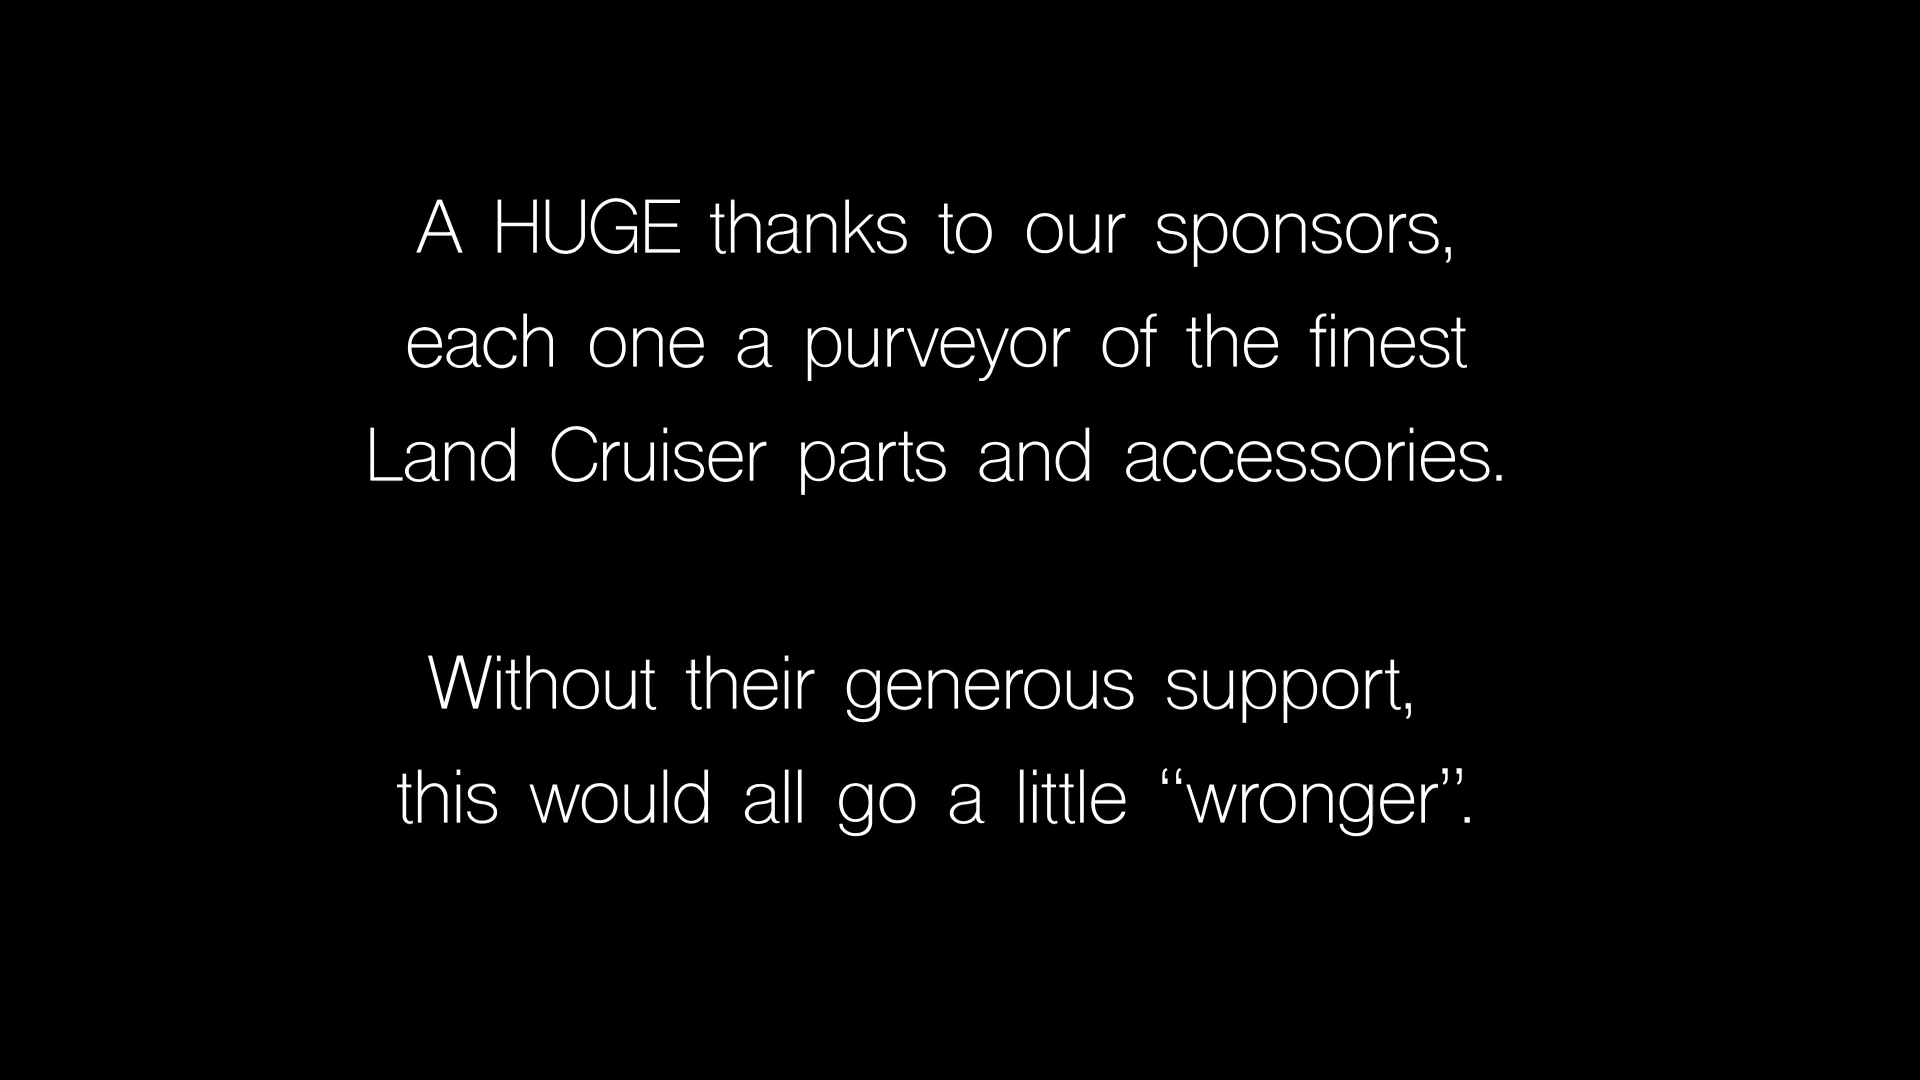 A HUGE thanks to our sponsors,
each one a purveyor of the finest
Land Cruiser parts and accessories.
Without their generous support,
this would all go a little “wronger”.